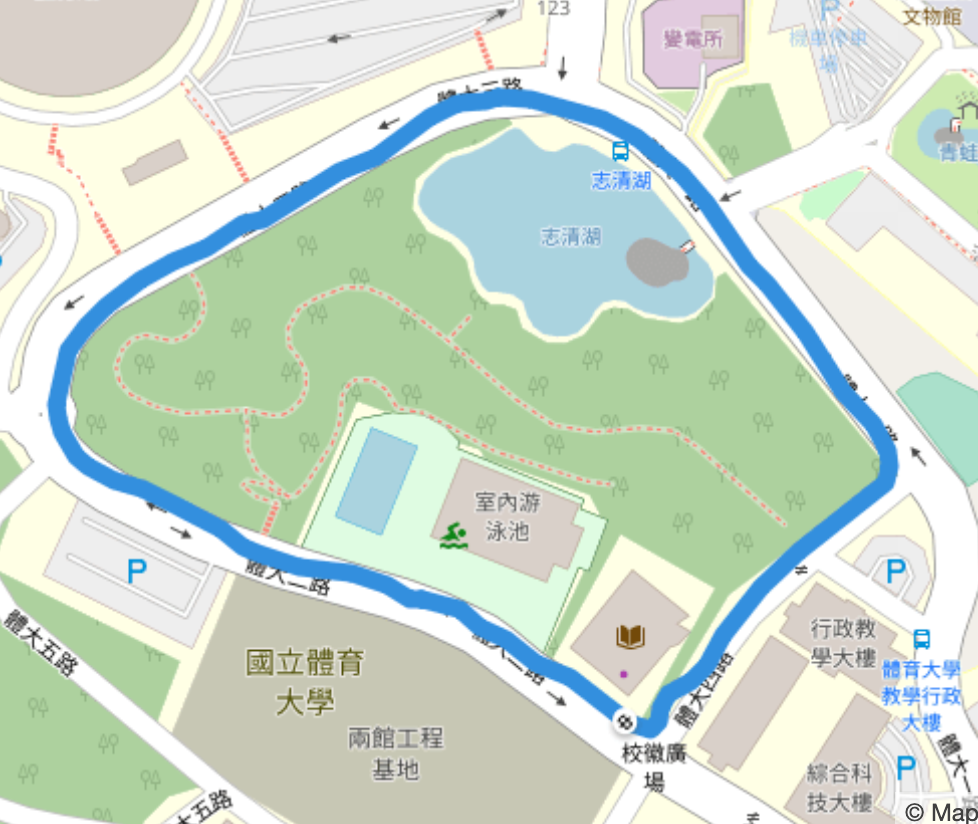 123
文物館
變電所
P
機車停車
場
體大二路
志清湖
青蛙
志清湖
室內游
泳池
P
體大二路
P
體大二路
行政教
學大樓
體大五路
國立體育
大學
體育大學
教學行政
大樓
體大四路
兩館工程
基地
校徽廣
場
體大一
綜合科
技大樓
P
大五路
© Map